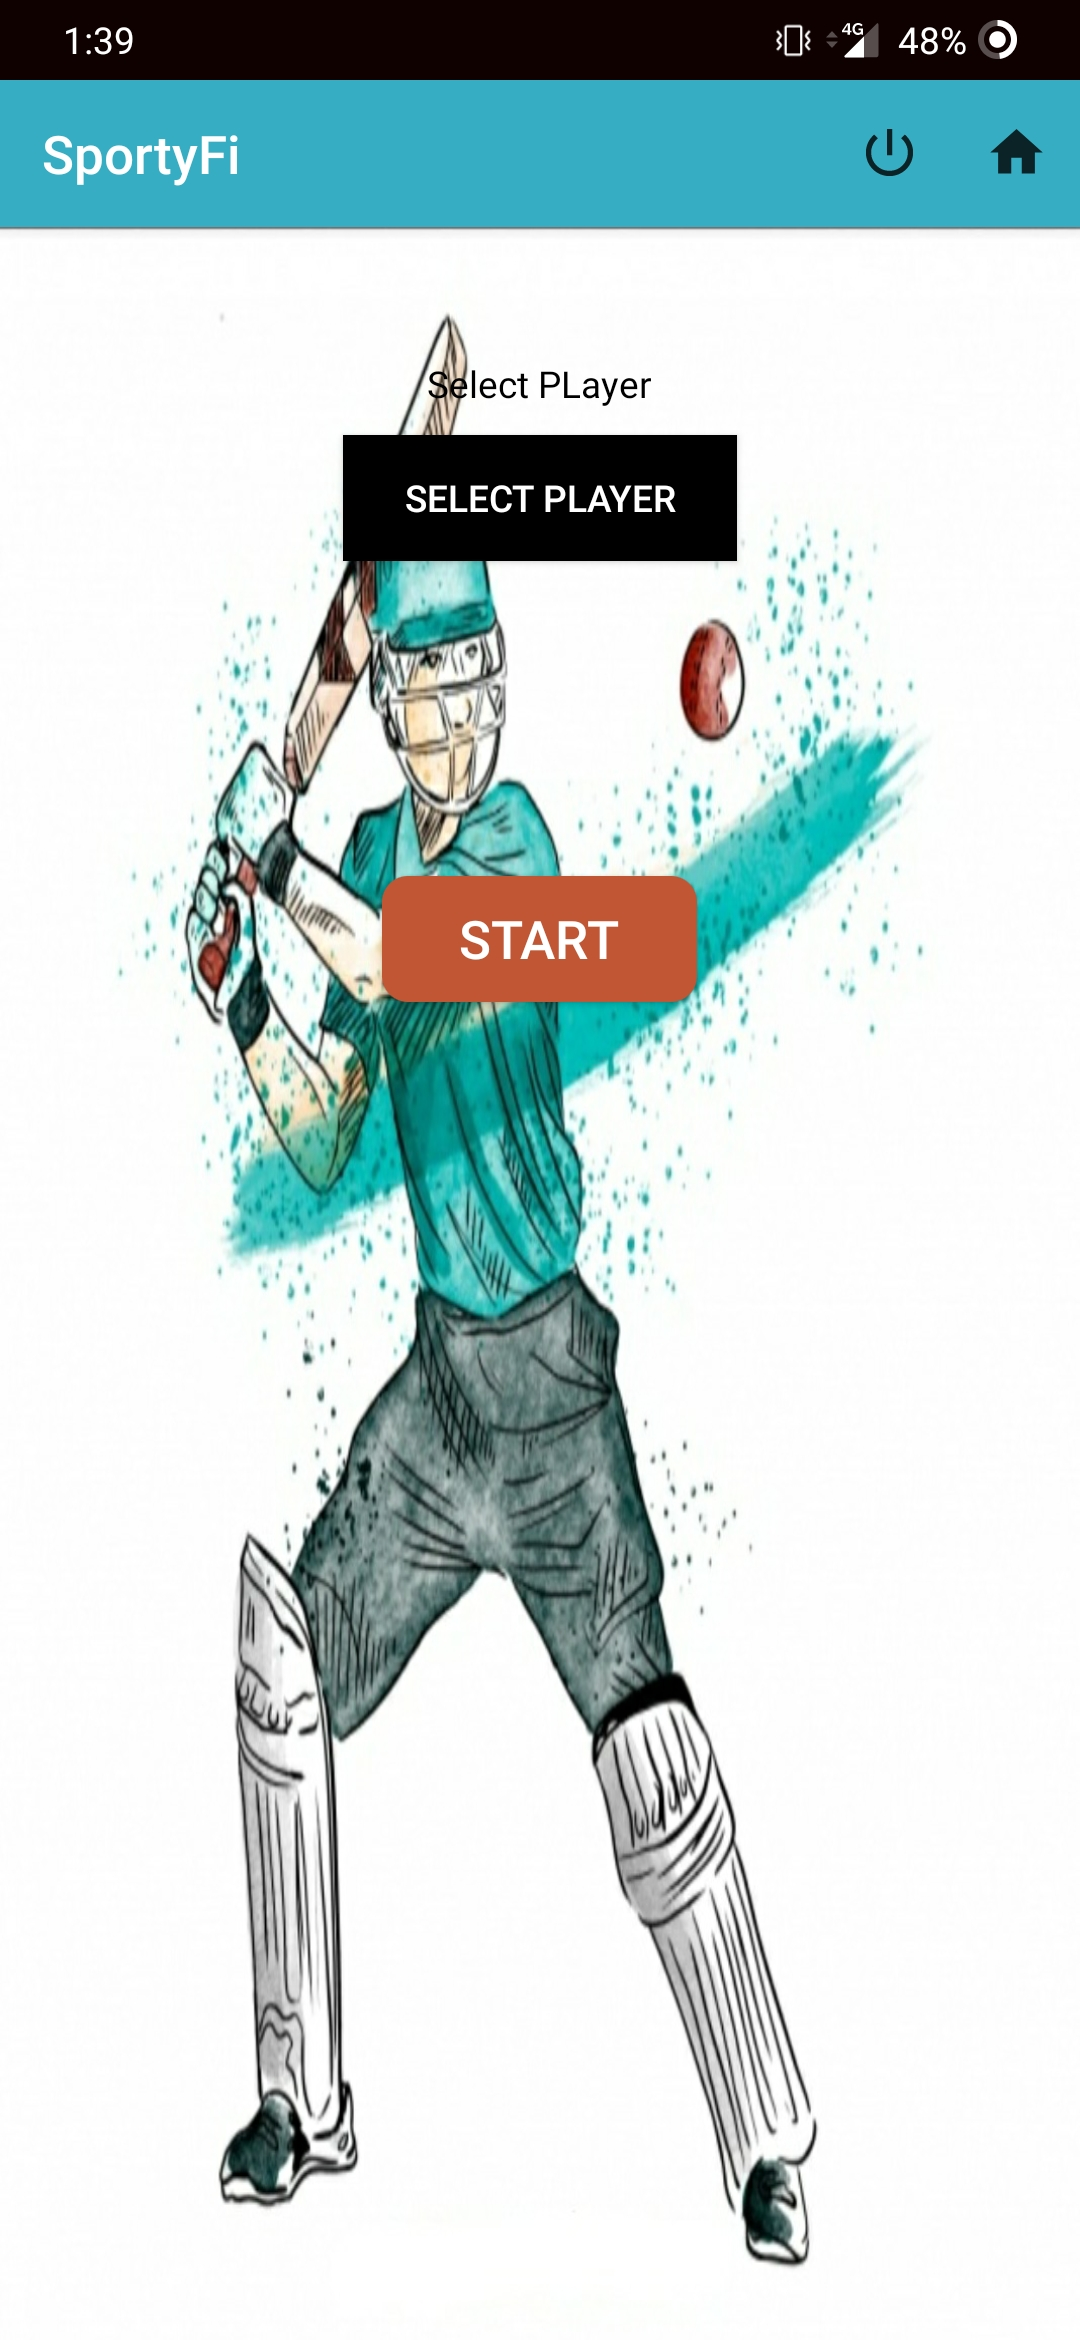 1:39
4G
48%
SportyFi
Select PLayer
SELECT PLAYER
START